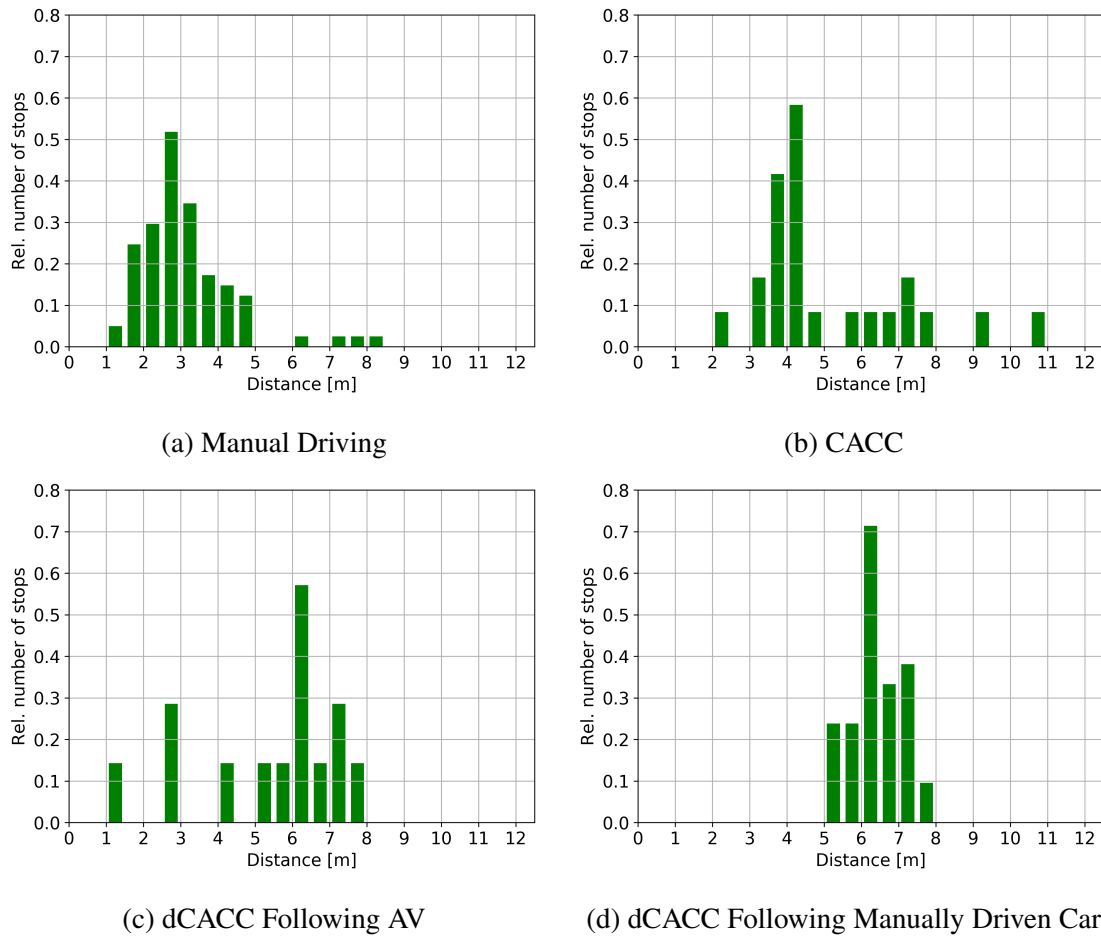 0.8
0.7
0.6
0.5
0.4
0.3
0.2
0.1
0.0
Rel. number of stops
0 1 2 3 4 5 6 7 8 9 10 11 12
Distance [m]
(a) Manual Driving
0.8
0.7
0.6
0.5
0.4
0.3
0.2
0.1
0.0
Rel. number of stops
0 1 2 3 4 5 6 7 8 9 10 11 12
Distance [m]
(b) CACC
0.8
0.7
0.6
0.5
0.4
0.3
0.2
0.1
0.0
Rel. number of stops
0 1 2 3 4 5 6 7 8 9 10 11 12
Distance [m]
(c) dCACC Following AV
0.8
0.7
0.6
0.5
0.4
0.3
0.2
0.1
0.0
Rel. number of stops
0 1 2 3 4 5 6 7 8 9 10 11 12
Distance [m]
(d) dCACC Following Manually Driven Car